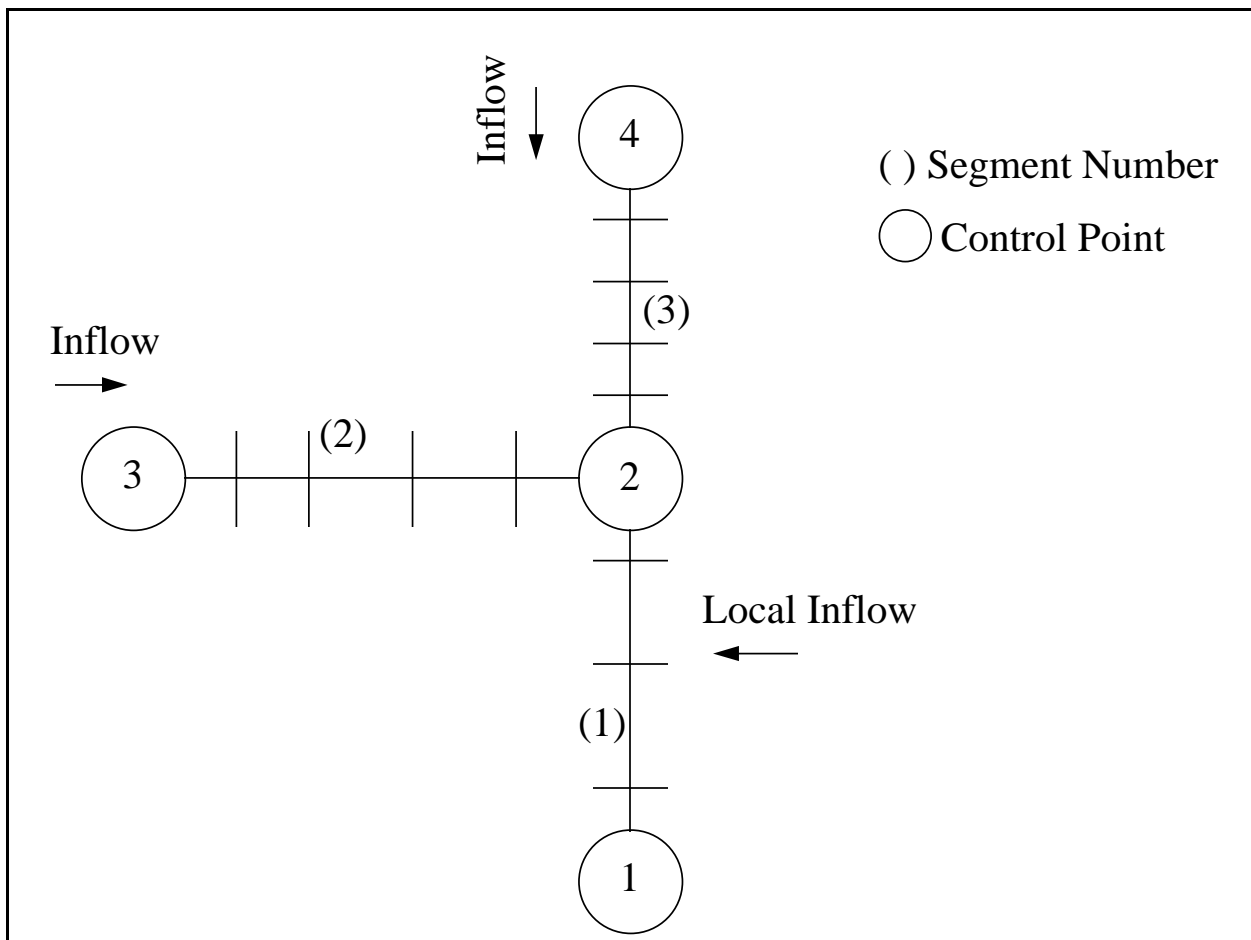 Inflow
4
( ) Segment Number
Control Point
(3)
Inflow
(2)
3
2
Local Inflow
(1)
1